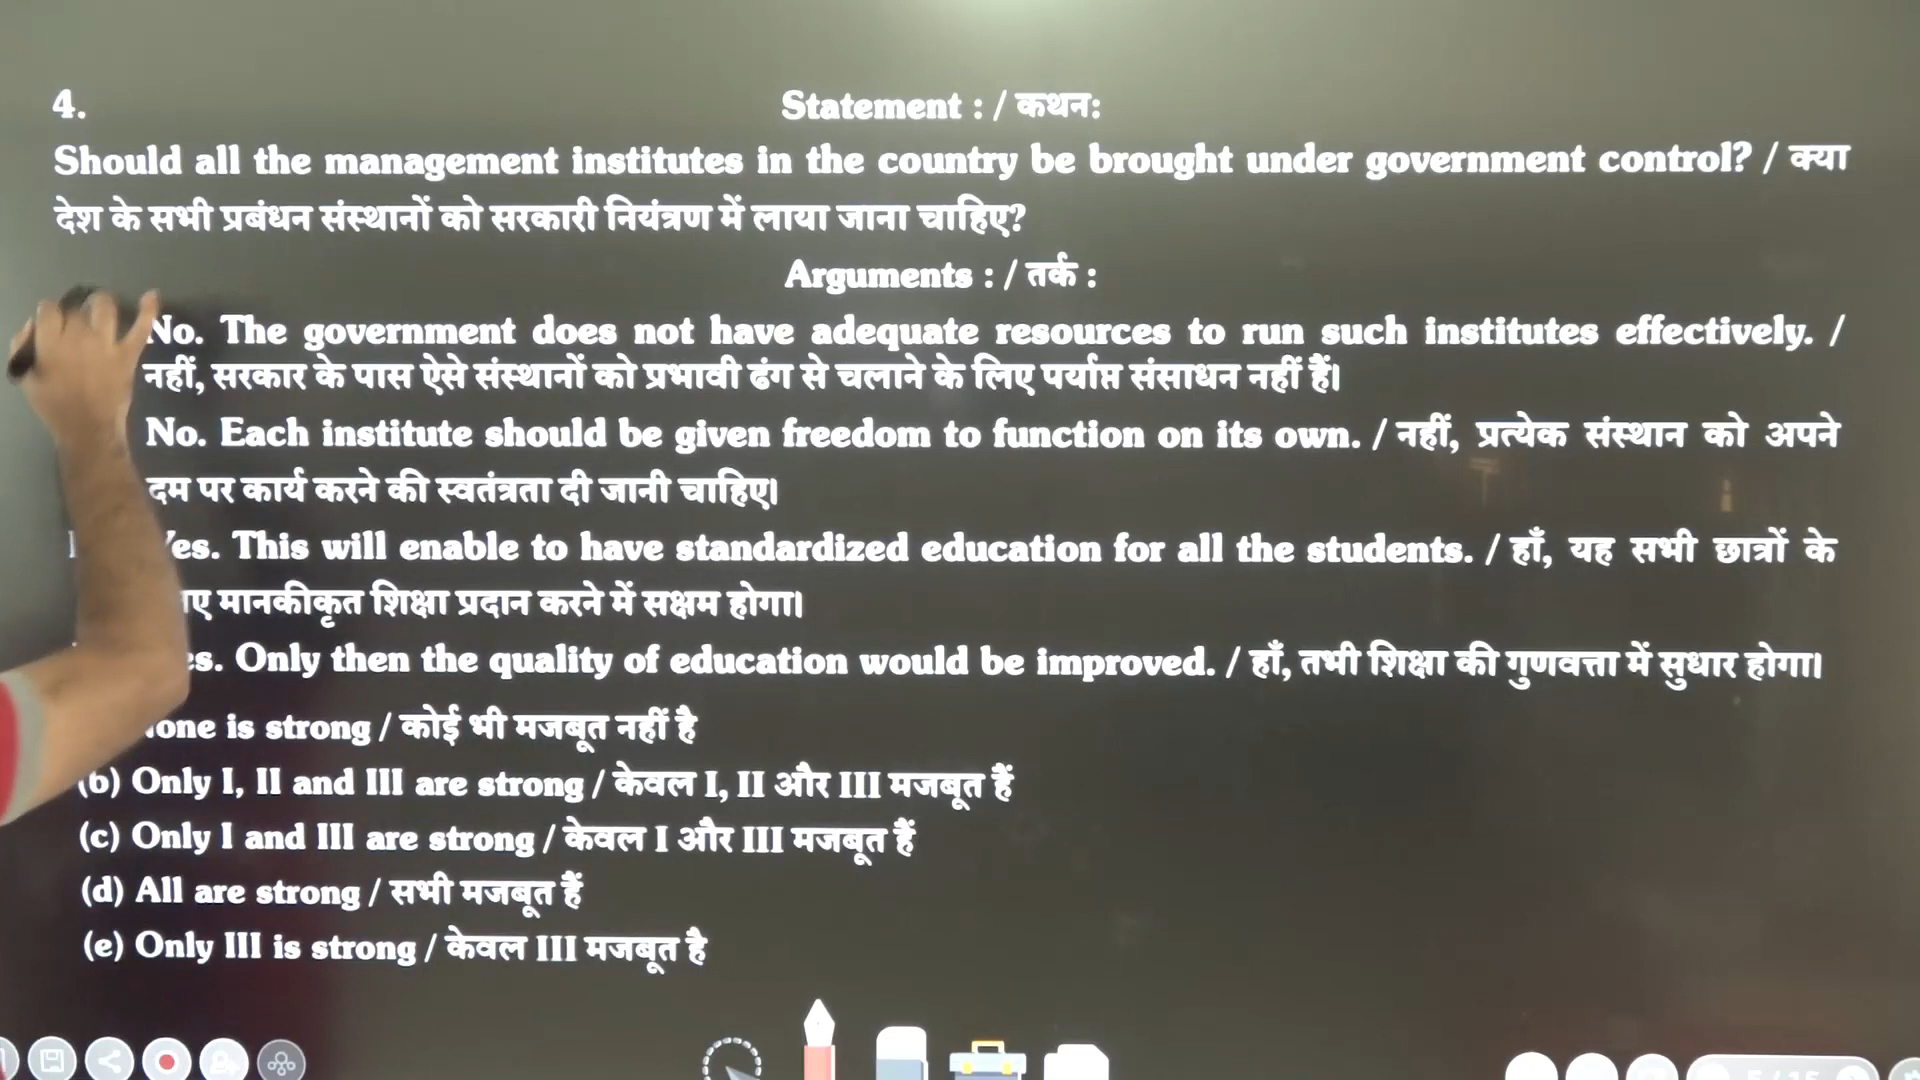 4.
Statement : / कथन:
Should all the management institutes in the country be brought under government control? / क्या
देश के सभी प्रबंधन संस्थानों को सरकारी नियंत्रण में लाया जाना चाहिए?
Arguments : / तर्क :
No. The government does not have adequate resources to run such institutes effectively. /
नहीं, सरकार के पास ऐसे संस्थानों को प्रभावी ढंग से चलाने के लिए पर्याप्त संसाधन नहीं हैं।
No. Each institute should be given freedom to function on its own. / नहीं, प्रत्येक संस्थान को अपने
दम पर कार्य करने की स्वतंत्रता दी जानी चाहिए।
Yes. This will enable to have standardized education for all the students. / हाँ, यह सभी छात्रों के
मानकीकृत शिक्षा प्रदान करने में सक्षम होगा।
Only then the quality of education would be improved. / हाँ, तभी शिक्षा की गुणवत्ता में सुधार होगा।
is strong / कोई भी मजबूत नहीं है
(b) Only I, II and III are strong / केवल I, II और III मजबूत हैं
(c) Only I and III are strong / केवल I और III मजबूत हैं
(d) All are strong / सभी मजबूत हैं
(e) Only III is strong / केवल III मजबूत है